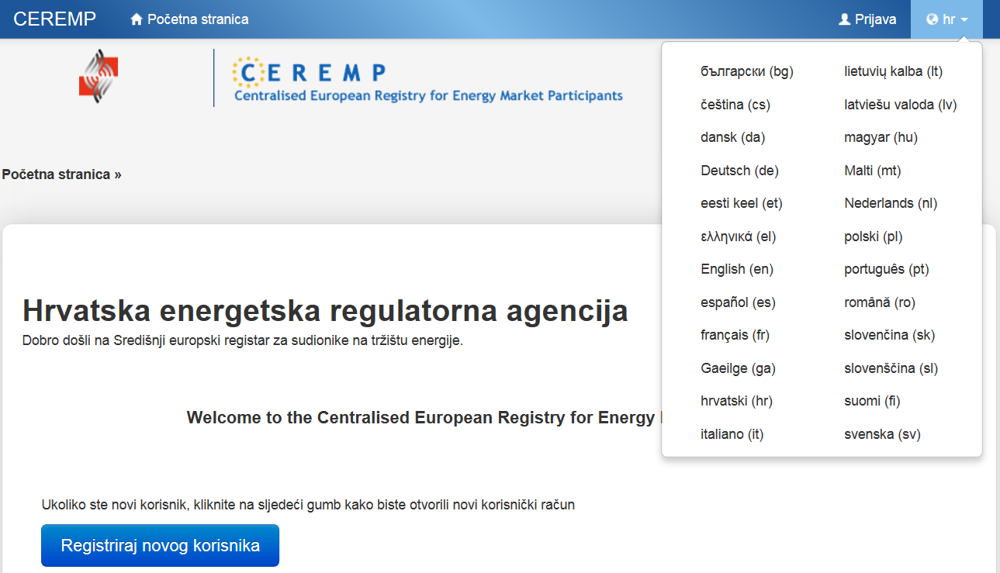 CEREMP Početna stranica Prijava hr
CEREMP
Centralised European Registry for Energy Market Participants
български (bg) lietuvių kalba (lt)
čeština (cs) latviešu valoda (lv)
dansk (da) magyar (hu)
Deutsch (de) Malti (mt)
eesti keel (et) Nederlands (nl)
ελληνικά (el) polski (pl)
English (en) português (pt)
español (es) română (ro)
français (fr) slovenčina (sk)
Gaeilge (ga) slovenščina (sl)
hrvatski (hr) suomi (fi)
italiano (it) svenska (sv)
Početna stranica »
Hrvatska energetska regulatorna agencija
Dobro došli na Središnji europski registar za sudionike na tržištu energije.
Welcome to the Centralised European Registry for Energy
Ukoliko ste novi korisnik, kliknite na sljedeći gumb kako biste otvorili novi korisnički račun
Registriraj novog korisnika